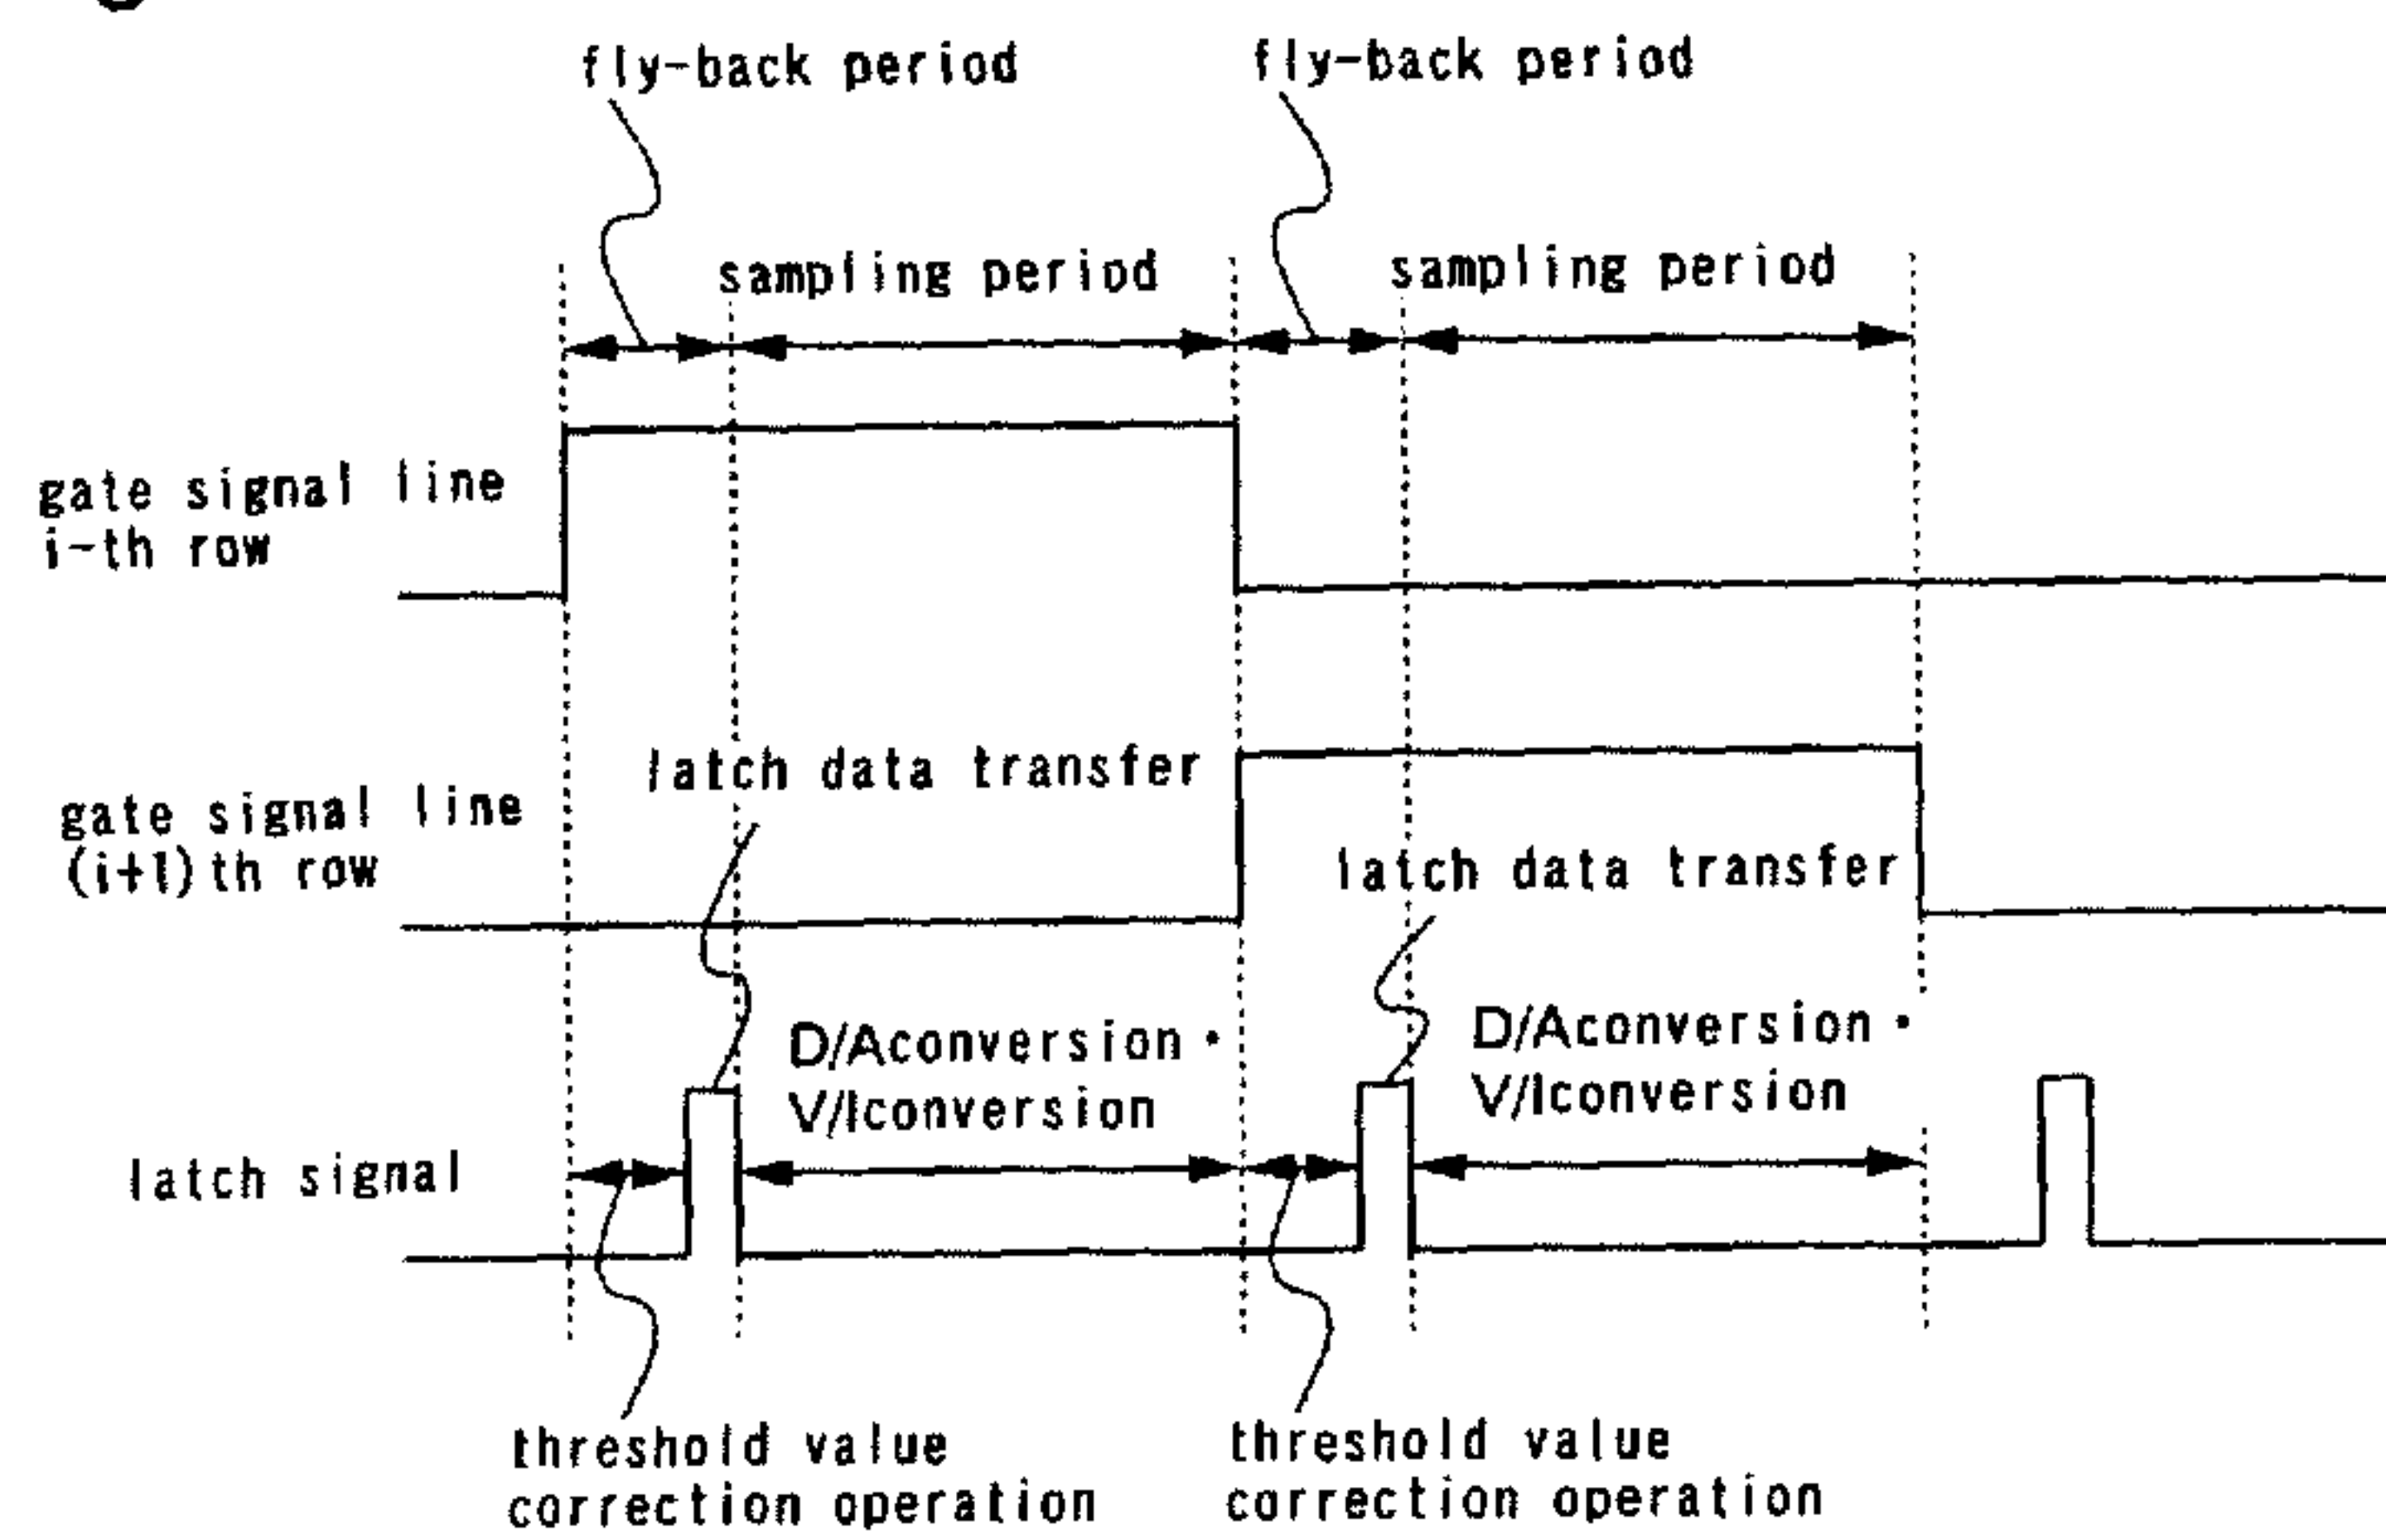 fly-back period
fly-back period
sampling period
sampling period
gate signal line
i-th row
latch data transfer
gate signal line
(i+1)th row
latch data transfer
D/Aconversion・
V/Iconversion
D/Aconversion・
V/Iconversion
latch signal
threshold value
correction operation
threshold value
correction operation